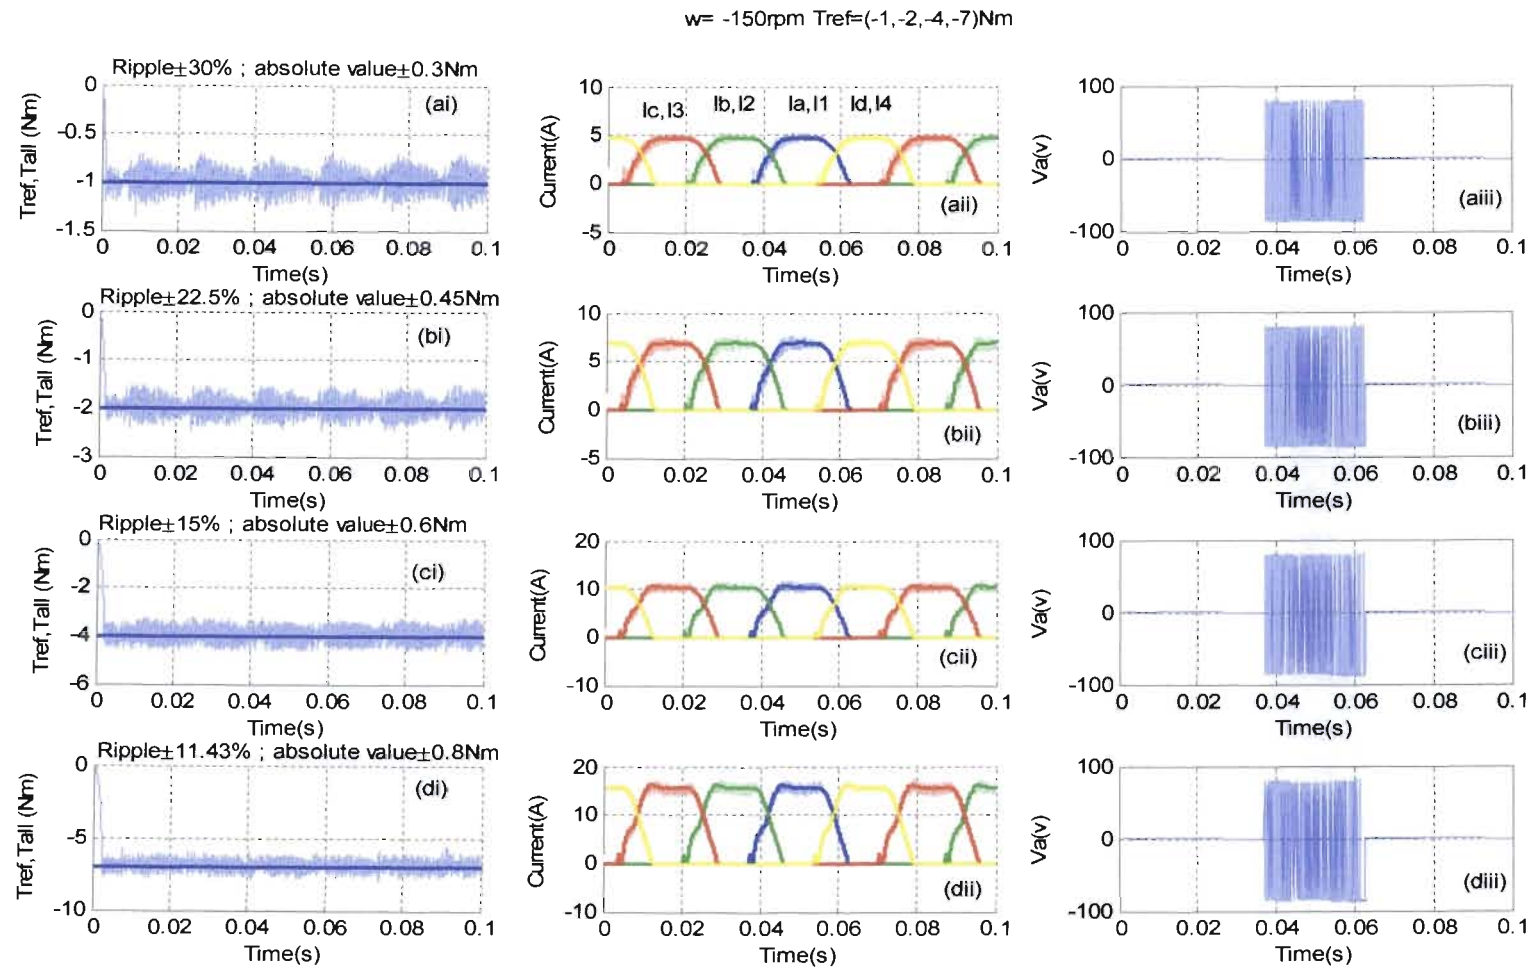 w= -150rpm Tref=(-1,-2,-4,-7)Nm
Ripple±30% ; absolute value±0.3Nm
Tref,Tall (Nm)
0
-0.5
-1
-1.5
(ai)
0 0.02 0.04 0.06 0.08 0.1
Time(s)
Current(A)
10
5
0
-5
Ic,I3 Ib,I2 Ia,I1 Id,I4
(aii)
0 0.02 0.04 0.06 0.08 0.1
Time(s)
Va(v)
100
0
-100
(aiii)
0 0.02 0.04 0.06 0.08 0.1
Time(s)
Ripple±22.5% ; absolute value±0.45Nm
Tref,Tall (Nm)
0
-1
-2
-3
(bi)
0 0.02 0.04 0.06 0.08 0.1
Time(s)
Current(A)
10
5
0
-5
(bii)
0 0.02 0.04 0.06 0.08 0.1
Time(s)
Va(v)
100
0
-100
(biii)
0 0.02 0.04 0.06 0.08 0.1
Time(s)
Ripple±15% ; absolute value±0.6Nm
Tref,Tall (Nm)
0
-2
-4
-6
(ci)
0 0.02 0.04 0.06 0.08 0.1
Time(s)
Current(A)
20
10
0
-10
(cii)
0 0.02 0.04 0.06 0.08 0.1
Time(s)
Va(v)
100
0
-100
(ciii)
0 0.02 0.04 0.06 0.08 0.1
Time(s)
Ripple±11.43% ; absolute value±0.8Nm
Tref,Tall (Nm)
0
-5
-10
(di)
0 0.02 0.04 0.06 0.08 0.1
Time(s)
Current(A)
20
10
0
-10
(dii)
0 0.02 0.04 0.06 0.08 0.1
Time(s)
Va(v)
100
0
-100
(diii)
0 0.02 0.04 0.06 0.08 0.1
Time(s)